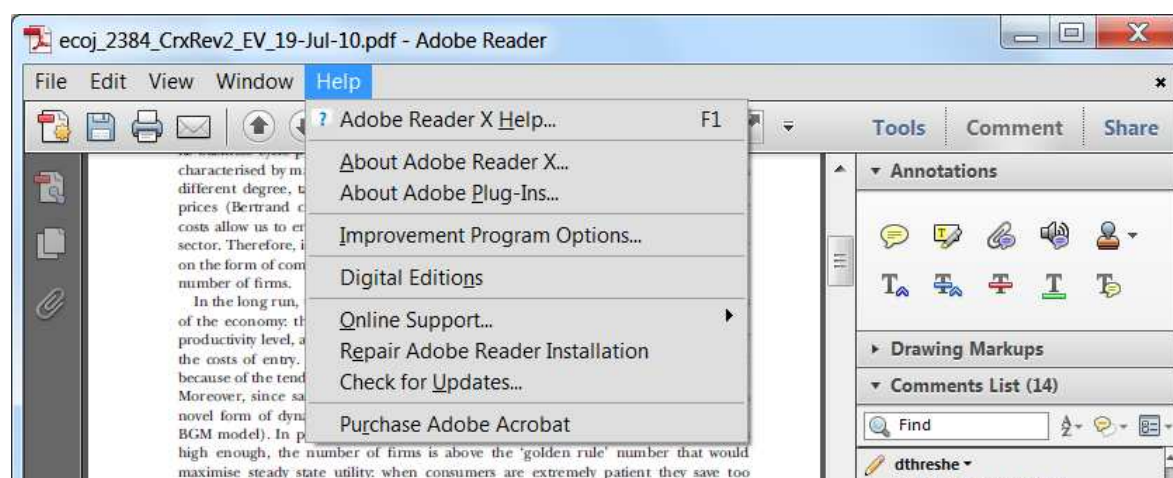 ecoj_2384_CrxRev2_EV_19-Jul-10.pdf - Adobe Reader
File Edit View Window Help
Tools Comment Share
Adobe Reader X Help... F1
About Adobe Reader X...
About Adobe Plug-Ins...
Improvement Program Options...
Digital Editions
Online Support...
Repair Adobe Reader Installation
Check for Updates...
Purchase Adobe Acrobat
characterised by m
different degree, t
prices (Bertrand c
costs allow us to er
sector. Therefore, i
on the form of com
number of firms.
In the long run,
of the economy: th
productivity level, a
the costs of entry.
because of the tend
Moreover, since sa
novel form of dyna
BGM model). In p
high enough, the number of firms is above the 'golden rule' number that would
maximise steady state utility: when consumers are extremely patient they save too
Annotations
Drawing Markups
Comments List (14)
Find
dthreshe